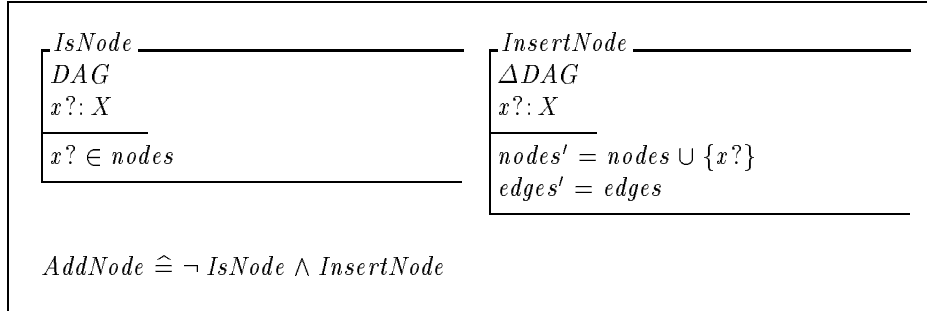 IsNode
DAG
x?: X
x? ∈ nodes
InsertNode
ΔDAG
x?: X
nodes′ = nodes ∪ {x?}
edges′ = edges
AddNode ≙ ¬ IsNode ∧ InsertNode